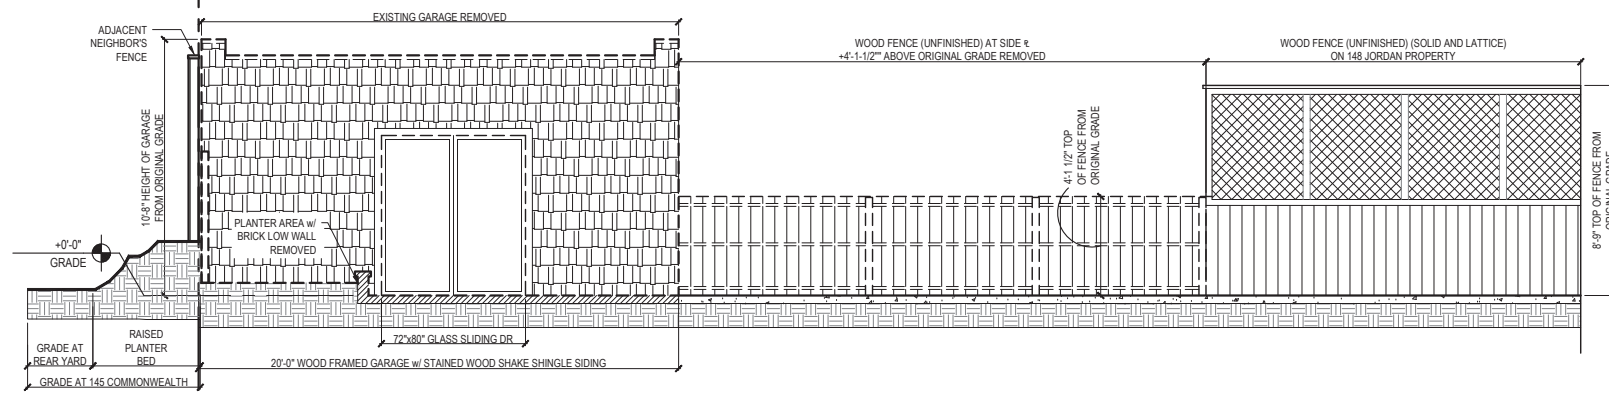 EXISTING GARAGE REMOVED
ADJACENT
NEIGHBOR'S
FENCE
WOOD FENCE (UNFINISHED) AT SIDE ℄
+4'-1-1/2"" ABOVE ORIGINAL GRADE REMOVED
WOOD FENCE (UNFINISHED) (SOLID AND LATTICE)
ON 148 JORDAN PROPERTY
10'-8" HEIGHT OF GARAGE
FROM ORIGINAL GRADE
4'-1 1/2" TOP
OF FENCE FROM
ORIGINAL GRADE
8'-9" TOP OF FENCE FROM
ORIGINAL GRADE
PLANTER AREA w/
BRICK LOW WALL
REMOVED
+0'-0"
GRADE
72"x80" GLASS SLIDING DR
GRADE AT
REAR YARD
RAISED
PLANTER
BED
20'-0" WOOD FRAMED GARAGE w/ STAINED WOOD SHAKE SHINGLE SIDING
GRADE AT 145 COMMONWEALTH